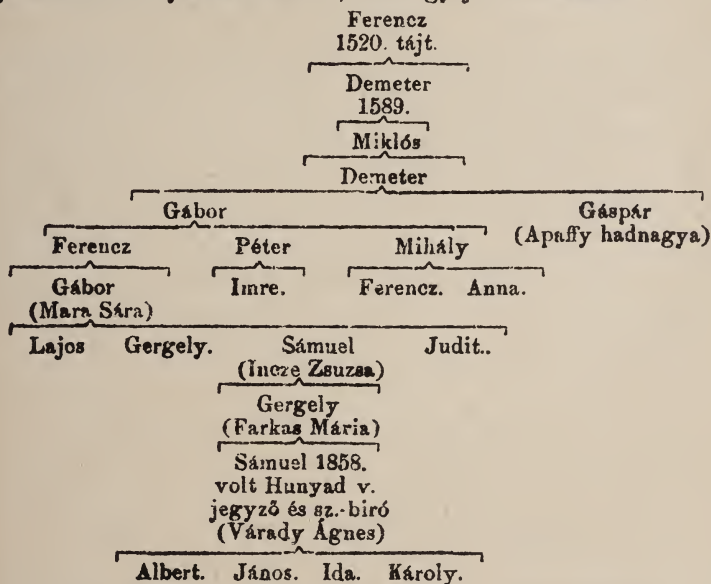 Ferencz
1520. tájt.
Demeter
1589.
Miklós
Demeter
Gábor Gáspár
(Apaffy hadnagya)
Ferencz Péter Mihály
Gábor Imre. Ferencz. Anna.
(Mara Sára)
Lajos Gergely. Sámuel Judit..
(Incze Zsuzsa)
Gergely
(Farkas Mária)
Sámuel 1858.
volt Hunyad v.
jegyző és sz.-biró
(Várady Ágnes)
Albert. János. Ida. Károly.